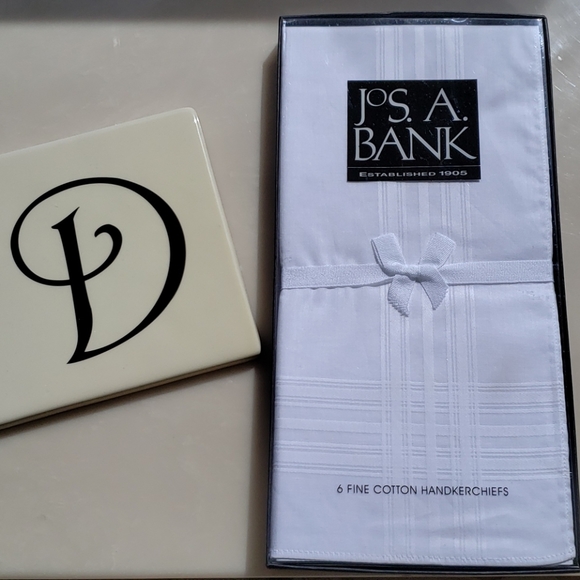 D
JoS. A.
BANK
ESTABLISHED 1905
6 FINE COTTON HANDKERCHIEFS